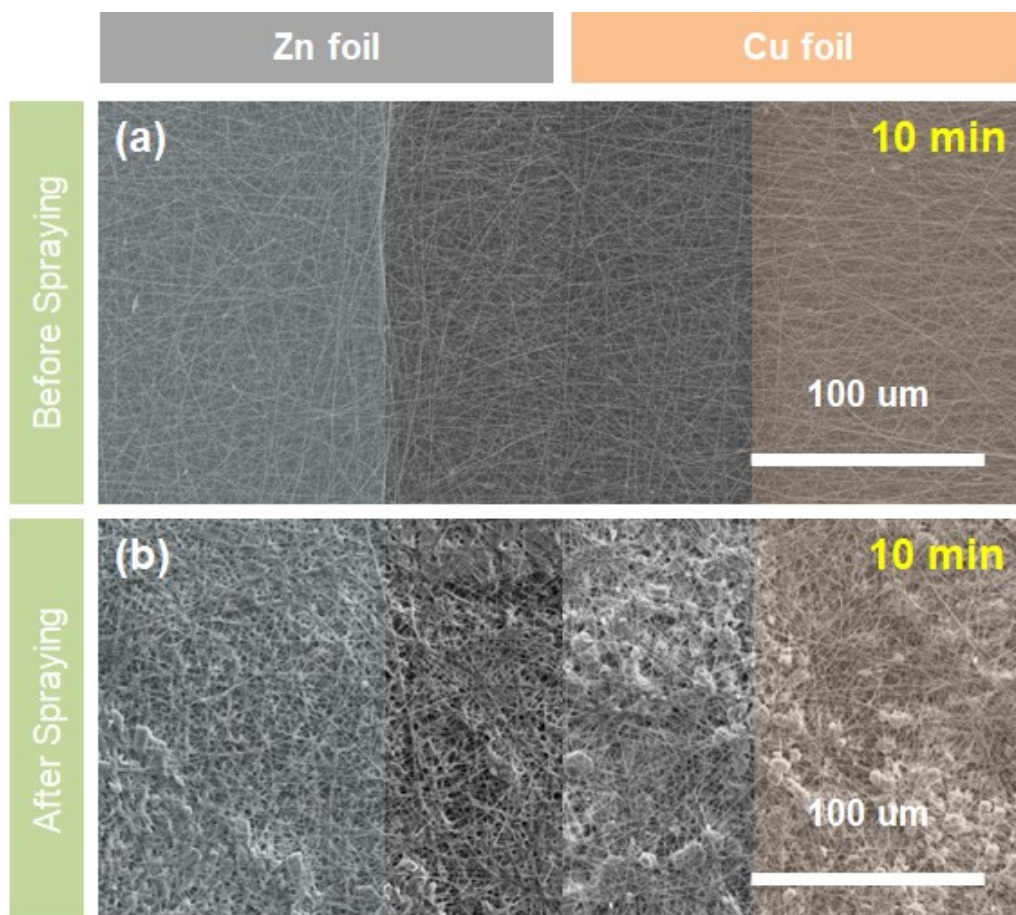 Zn foil
Cu foil
Before Spraying
(a)
10 min
100 um
After Spraying
(b)
10 min
100 um